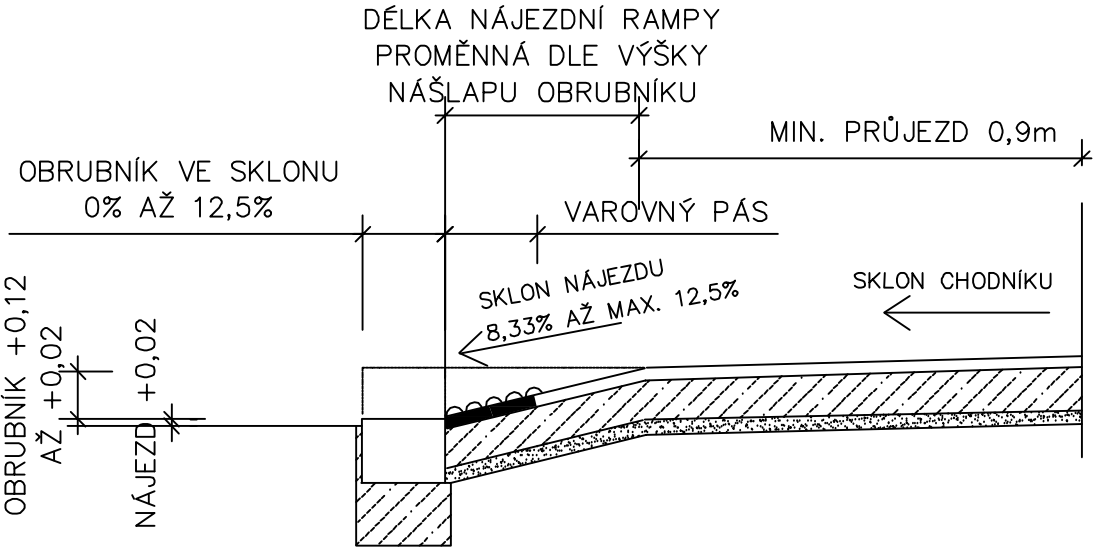 DÉLKA NÁJEZDNÍ RAMPY
PROMĚNNÁ DLE VÝŠKY
NÁŠLAPU OBRUBNÍKU
MIN. PRŮJEZD 0,9m
OBRUBNÍK VE SKLONU
0% AŽ 12,5%
VAROVNÝ PÁS
SKLON NÁJEZDU
8,33% AŽ MAX. 12,5%
SKLON CHODNÍKU
OBRUBNÍK +0,12
AŽ +0,02
NÁJEZD +0,02